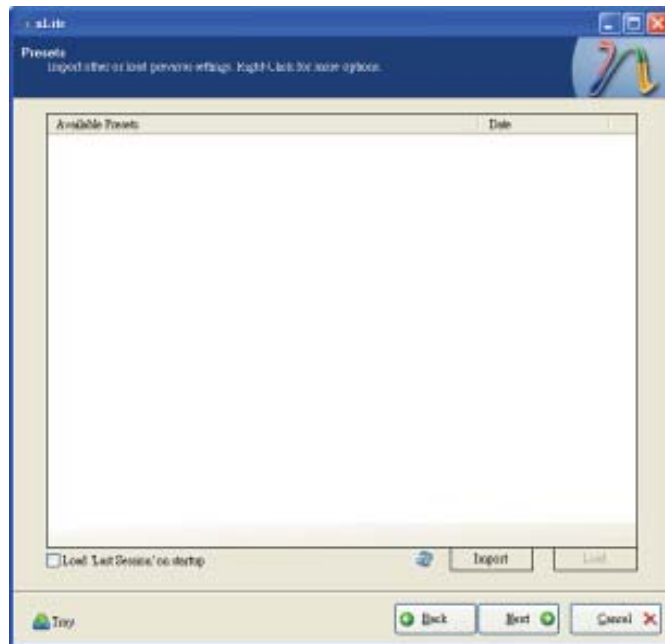 nLite
Presets
Import other or load previous settings. Right-Click for more options.
Available Presets Date
Load 'Last Session' on startup
Import Load
Tray
Back Next Cancel